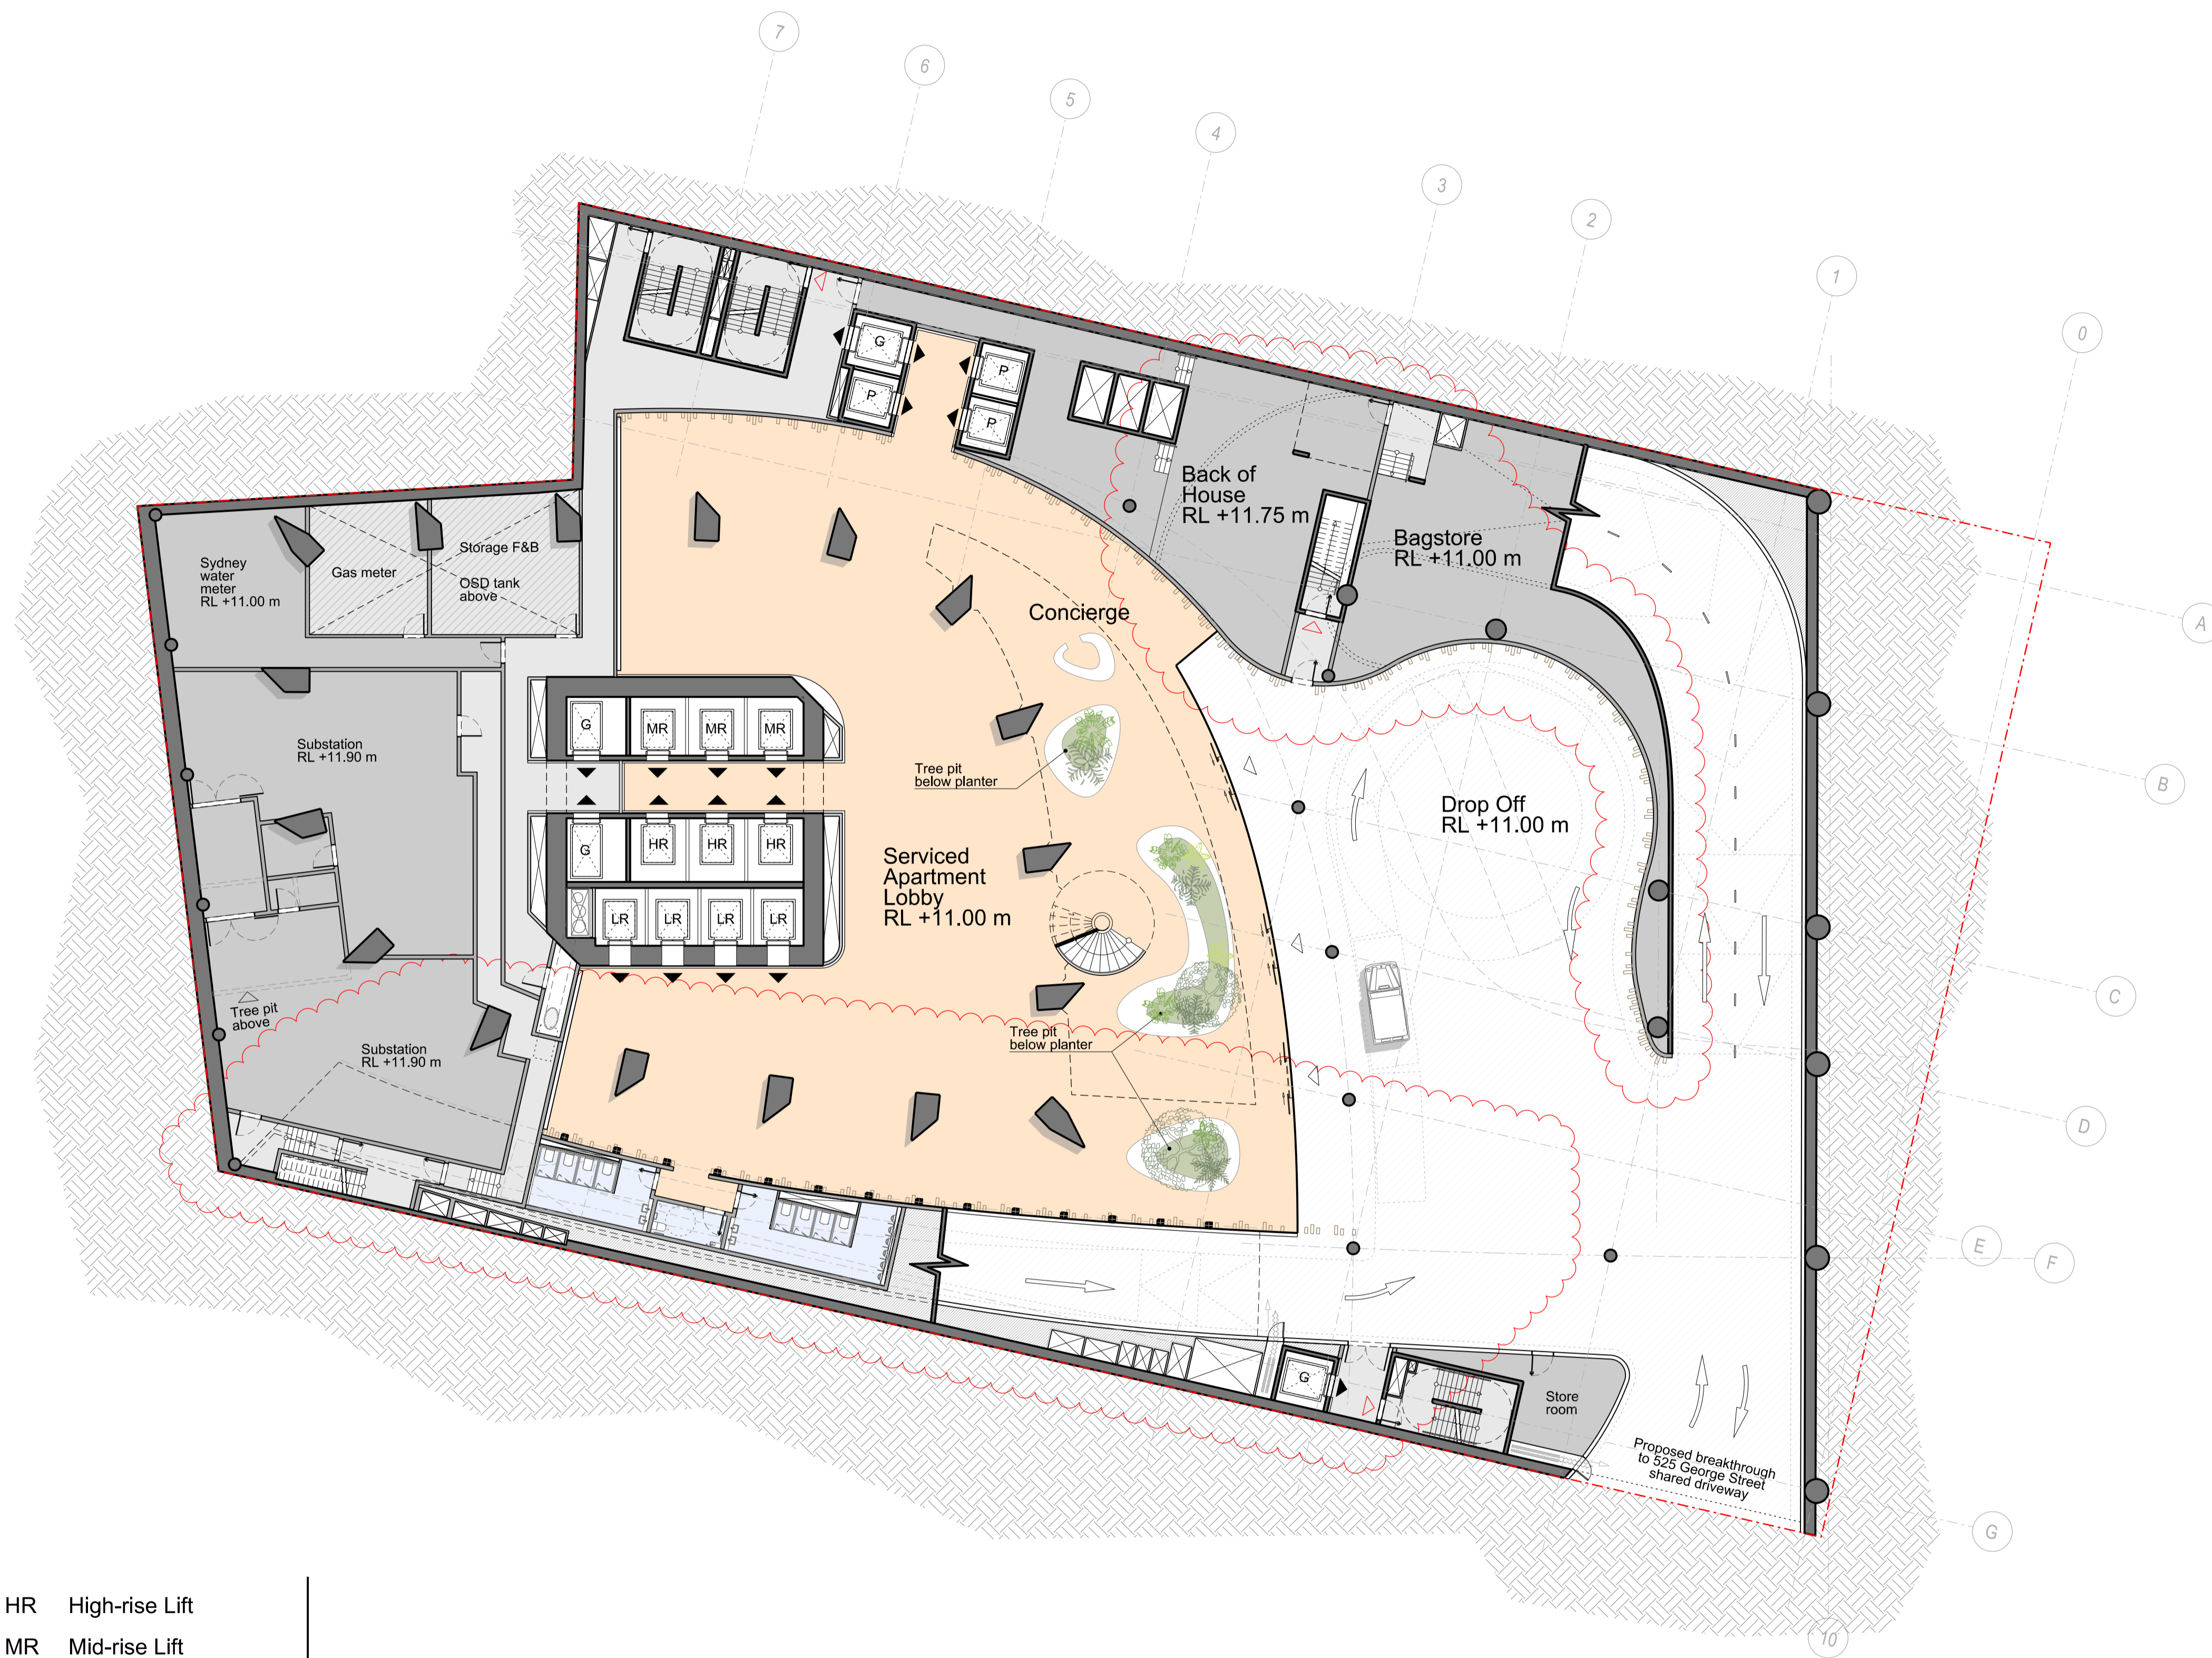 7
6
5
4
3
2
1
0
G
P
P
P
Back of
House
RL +11.75 m
Bagstore
RL +11.00 m
Sydney
water
meter
RL +11.00 m
Gas meter
Storage F&B
OSD tank
above
Concierge
A
G
MR
MR
MR
Substation
RL +11.90 m
Tree pit
below planter
B
Drop Off
RL +11.00 m
G
HR
HR
HR
Serviced
Apartment
Lobby
RL +11.00 m
LR
LR
LR
LR
C
Tree pit
above
Tree pit
below planter
Substation
RL +11.90 m
D
E
F
G
Store
room
Proposed breakthrough
to 525 George Street
shared driveway
G
HR High-rise Lift
MR Mid-rise Lift
10